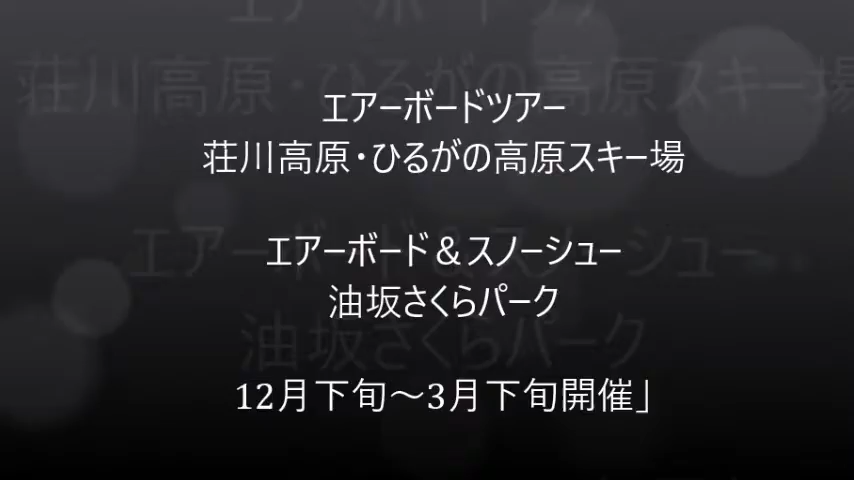 エアーボードツアー
荘川高原・ひるがの高原スキー場
エアーボード＆スノーシュー
油坂さくらパーク
12月下旬～3月下旬開催」